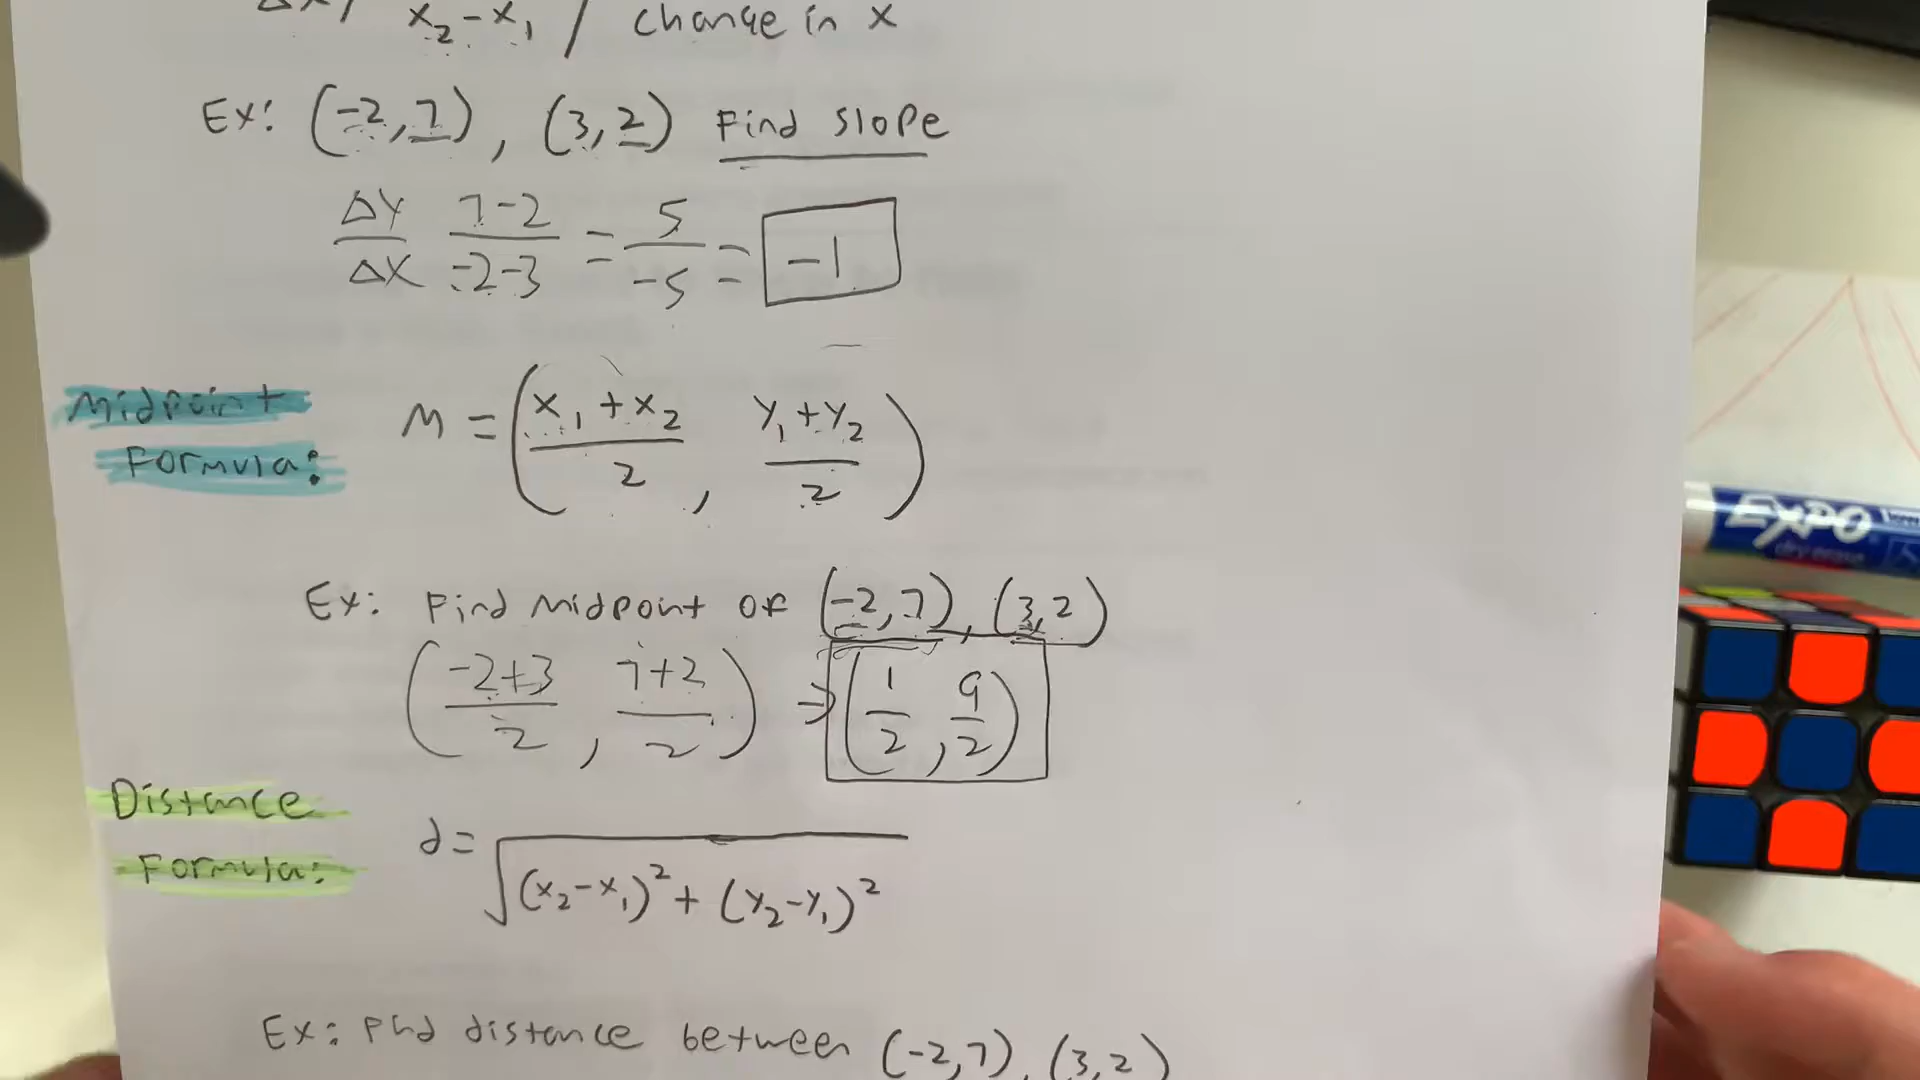 x₂-x₁ / change in x
Ex: (-2,7), (3,2) Find slope
ΔY/ΔX 7-2/-2-3 = 5/-5 = -1
Midpoint
Formula:
M = (x₁+x₂/2, y₁+y₂/2)
Ex: Find midpoint of (-2,7), (3,2)
(-2+3/2, 7+2/2) ⇒ (1/2, 9/2)
Distance
Formula:
d = √(x₂-x₁)²+(y₂-y₁)²
Ex: Find distance between (-2,7), (3,2)
EXPO
dry erase